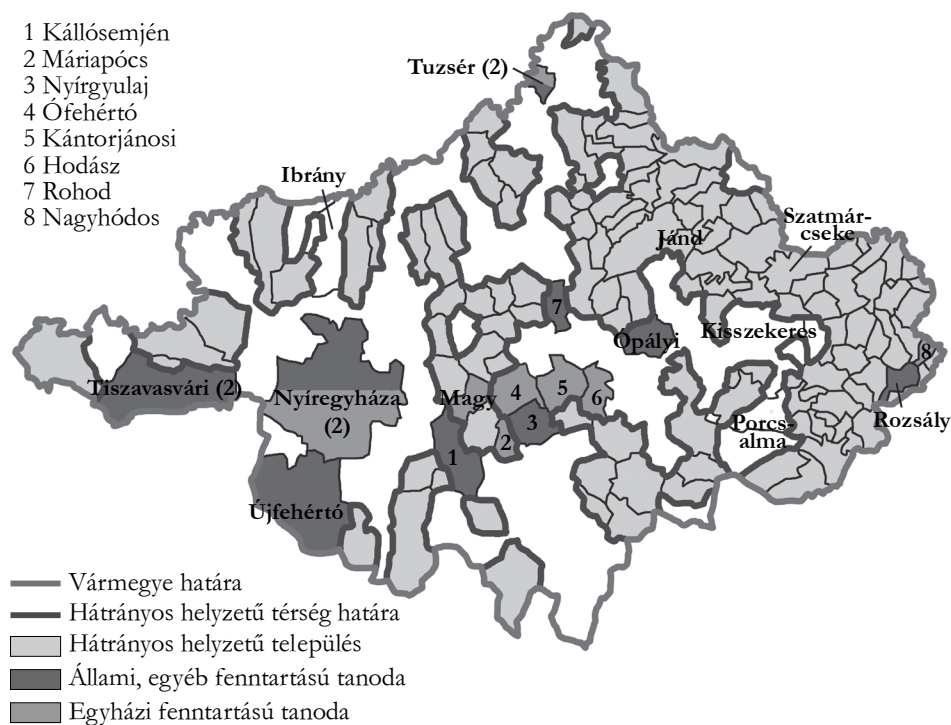 1 Kállósemjén
2 Máriapócs
3 Nyírgyulaj
4 Ófehértó
5 Kántorjánosi
6 Hodász
7 Rohod
8 Nagyhódos
Tuzsér (2)
Ibrány
Szatmár-
cseke
Jánd
7
Ópályi
Kisszekeres
8
Tiszavasvári (2)
Nyíregyháza
(2)
Magy
4
5
6
3
2
1
Porcs-
alma
Rozsály
Újfehértó
Vármegye határa
Hátrányos helyzetű térség határa
Hátrányos helyzetű település
Állami, egyéb fenntartású tanoda
Egyházi fenntartású tanoda